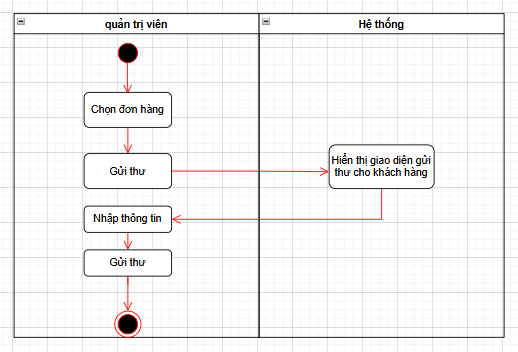 quản trị viên
Hệ thống
Chọn đơn hàng
Gửi thư
Hiển thị giao diện gửi
thư cho khách hàng
Nhập thông tin
Gửi thư